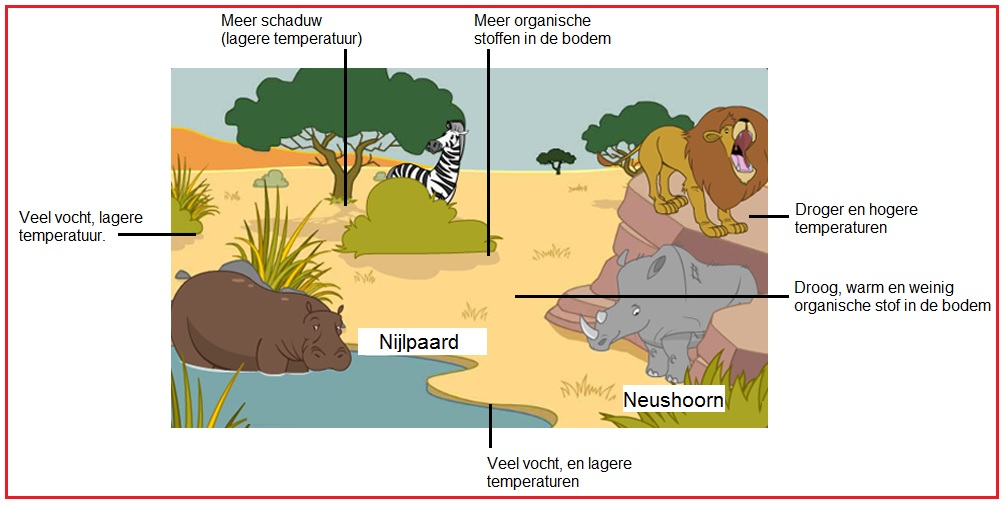 Meer schaduw
(lagere temperatuur)
Meer organische
stoffen in de bodem
Veel vocht, lagere
temperatuur.
Droger en hogere
temperaturen
Droog, warm en weinig
organische stof in de bodem
Nijlpaard
Neushoorn
Veel vocht, en lagere
temperaturen